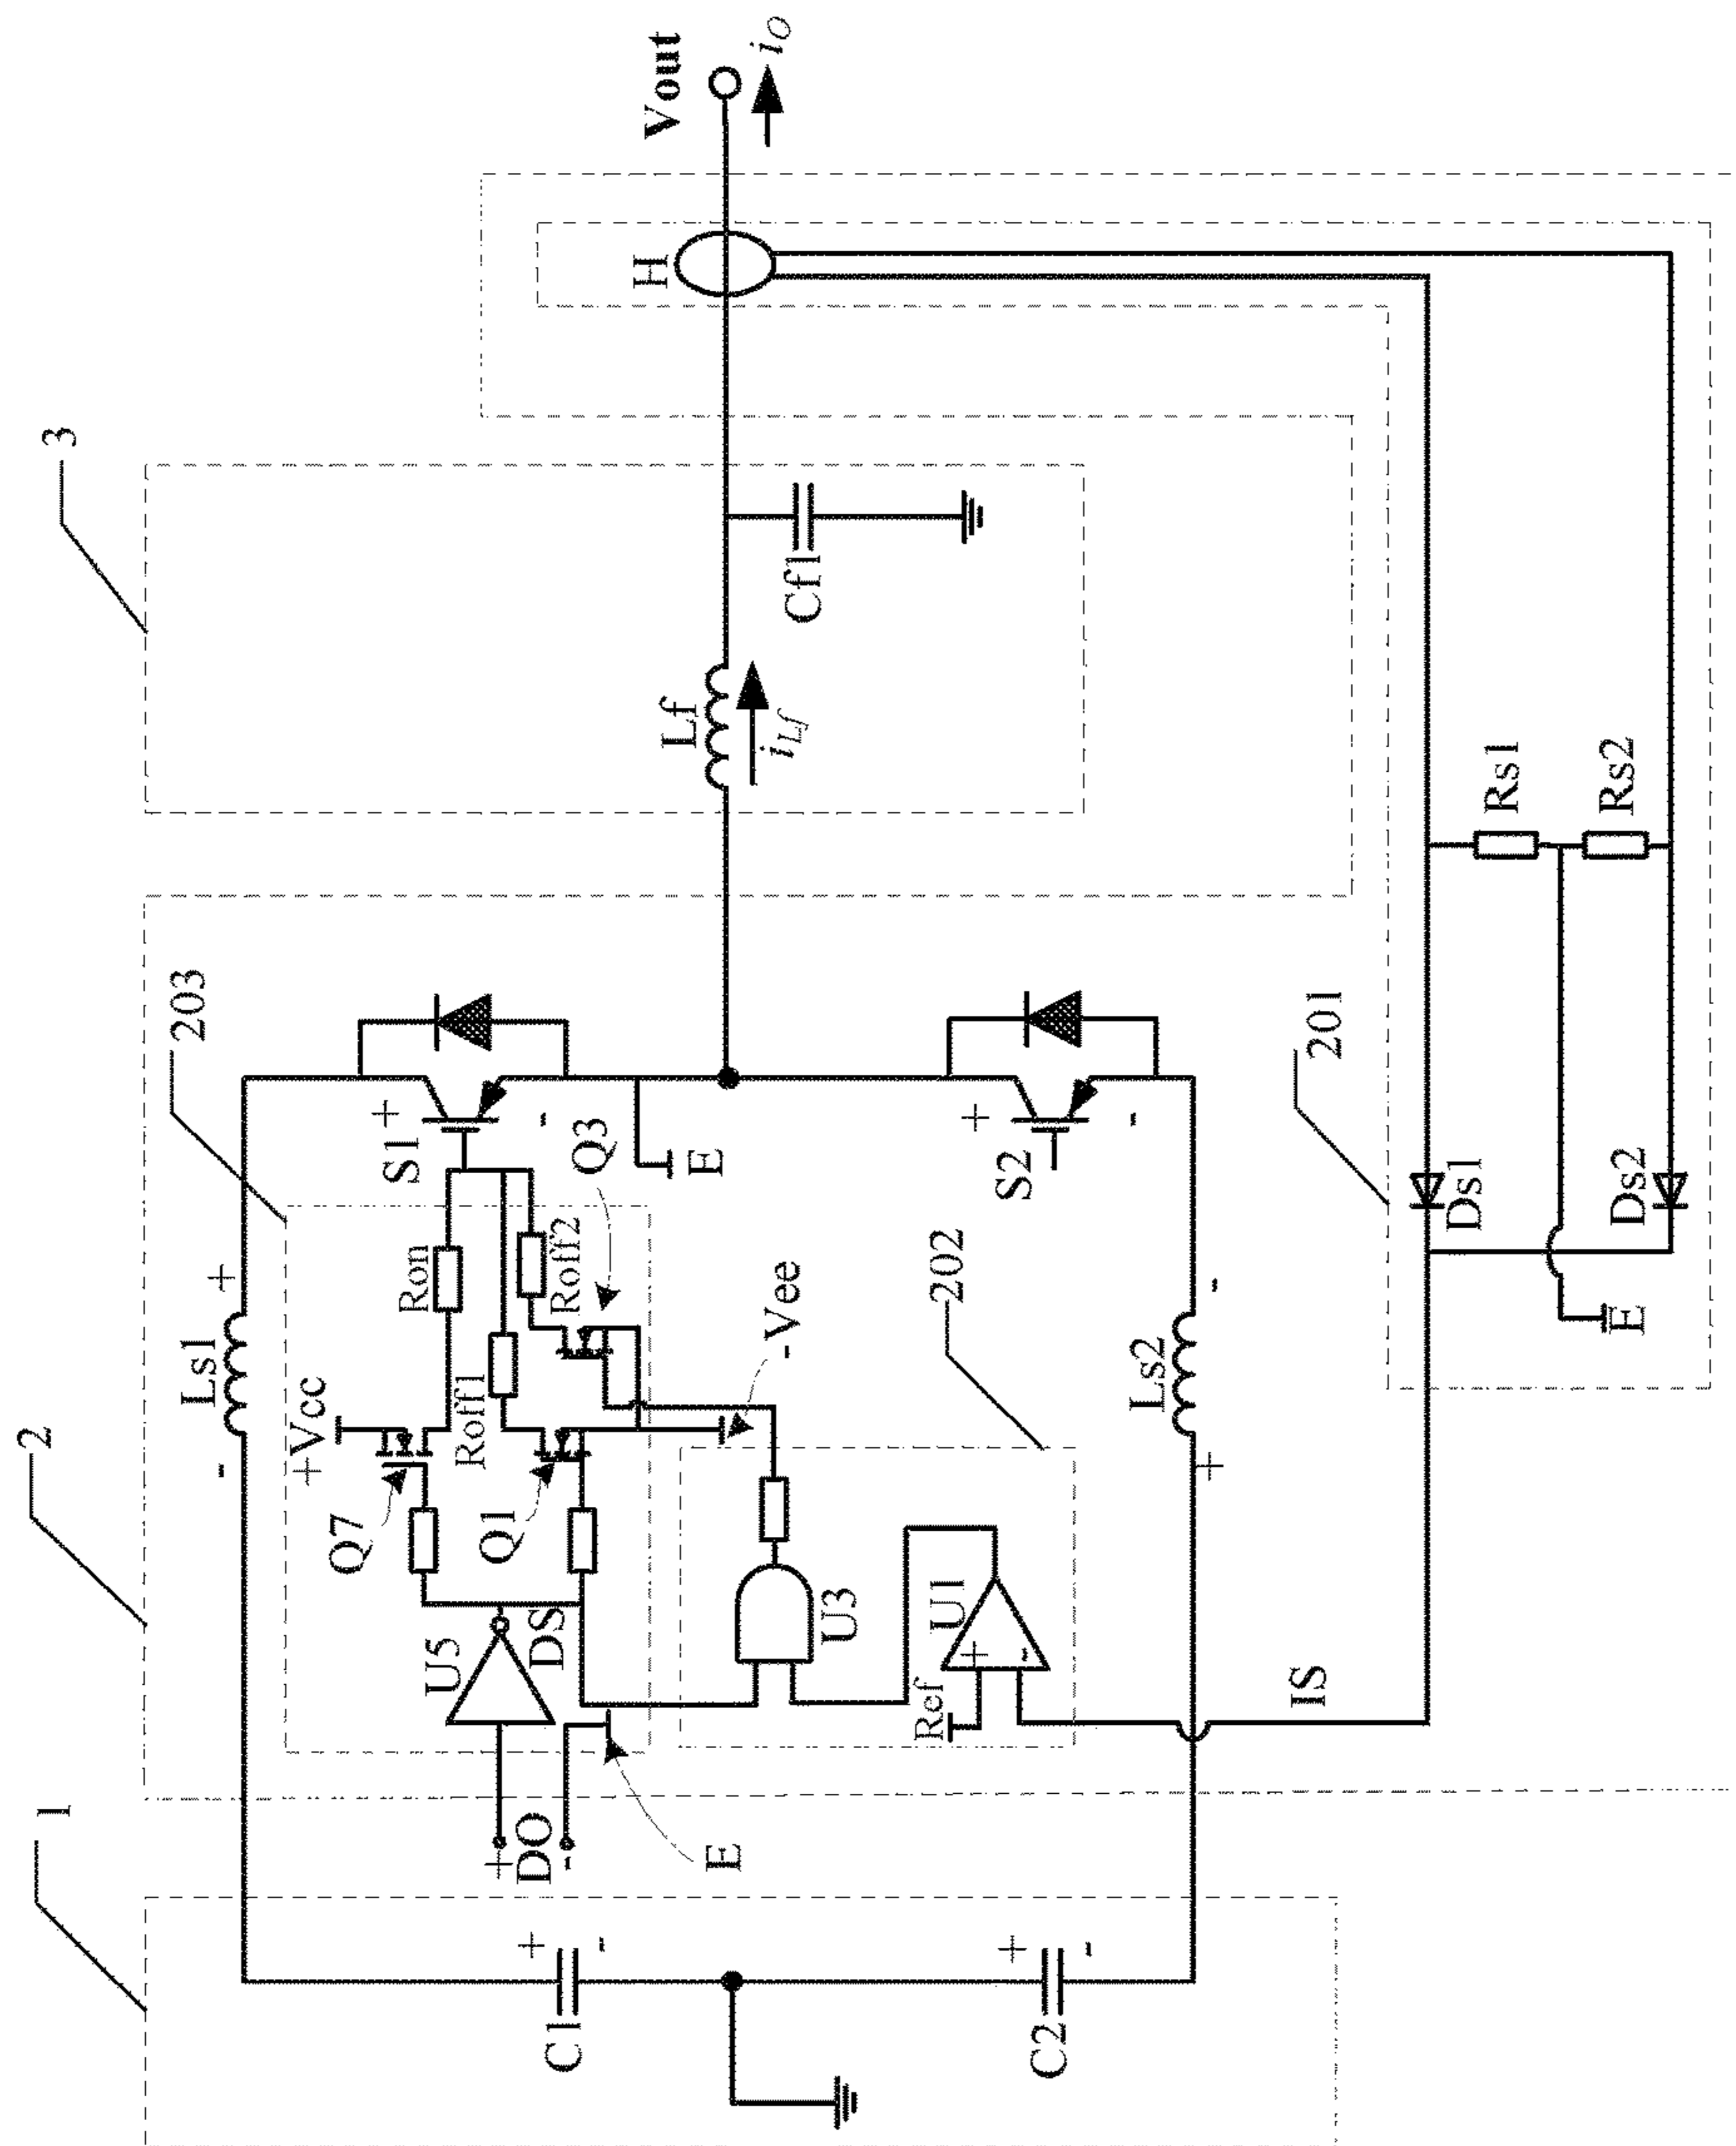 1
2
3
203
Ls1
-
+
+Vcc
Ron
Q7
S1
+
-
U5
Roff1
Roff2
Q1
Q3
DS
+
DO
-
E
E
C1
+
-
-Vee
202
U3
U1
+
-
Ref
S2
+
-
C2
+
-
Ls2
+
-
IS
Lf
iLf
Cf1
H
Vout
iO
201
Ds1
Ds2
E
Rs1
Rs2